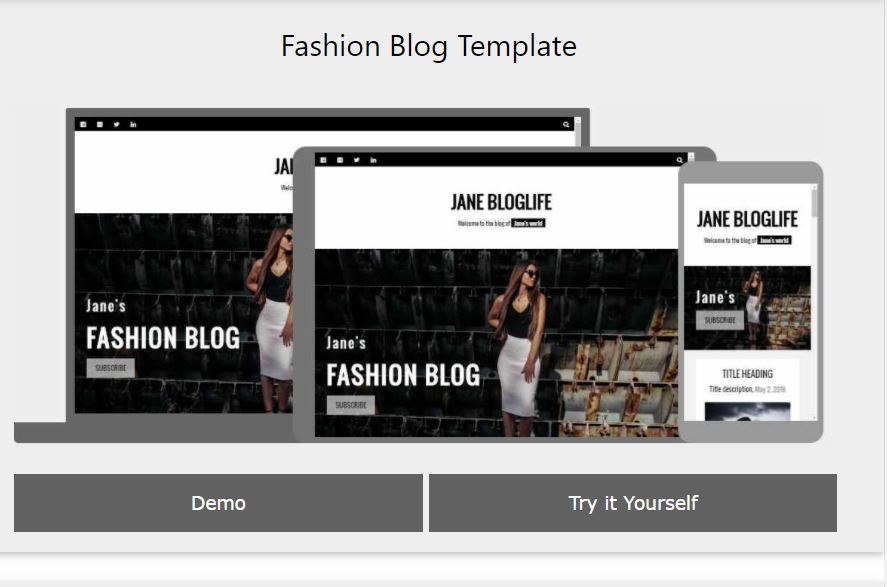 Fashion Blog Template
JAI
Welcon
Jane's
FASHION BLOG
SUBSCRIBE
JANE BLOGLIFE
Welcome to the blog of Jane's world
Jane's
FASHION BLOG
SUBSCRIBE
JANE BLOGLIFE
Welcome to the blog of Jane's world
Jane's
SUBSCRIBE
TITLE HEADING
Title description, May 2, 2016
Demo
Try it Yourself